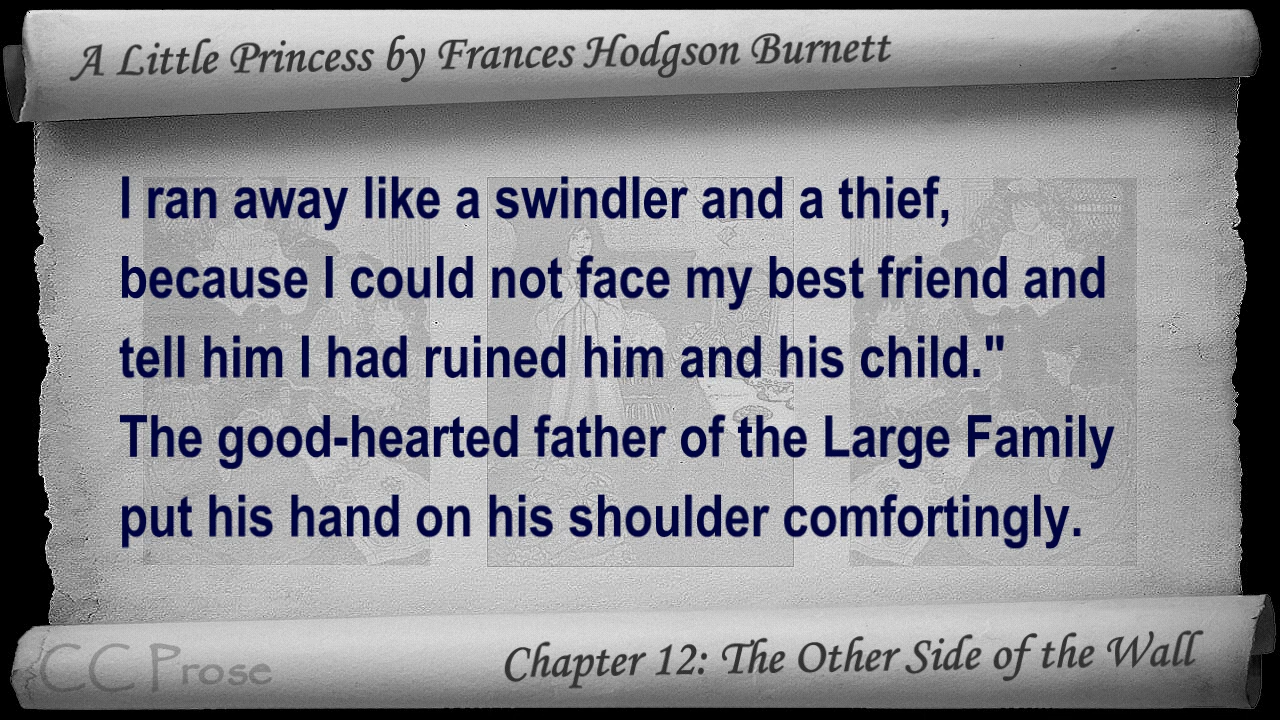 A Little Princess by Frances Hodgson Burnett
I ran away like a swindler and a thief,
because I could not face my best friend and
tell him I had ruined him and his child."
The good-hearted father of the Large Family
put his hand on his shoulder comfortingly.
CC Prose
Chapter 12: The Other Side of the Wall